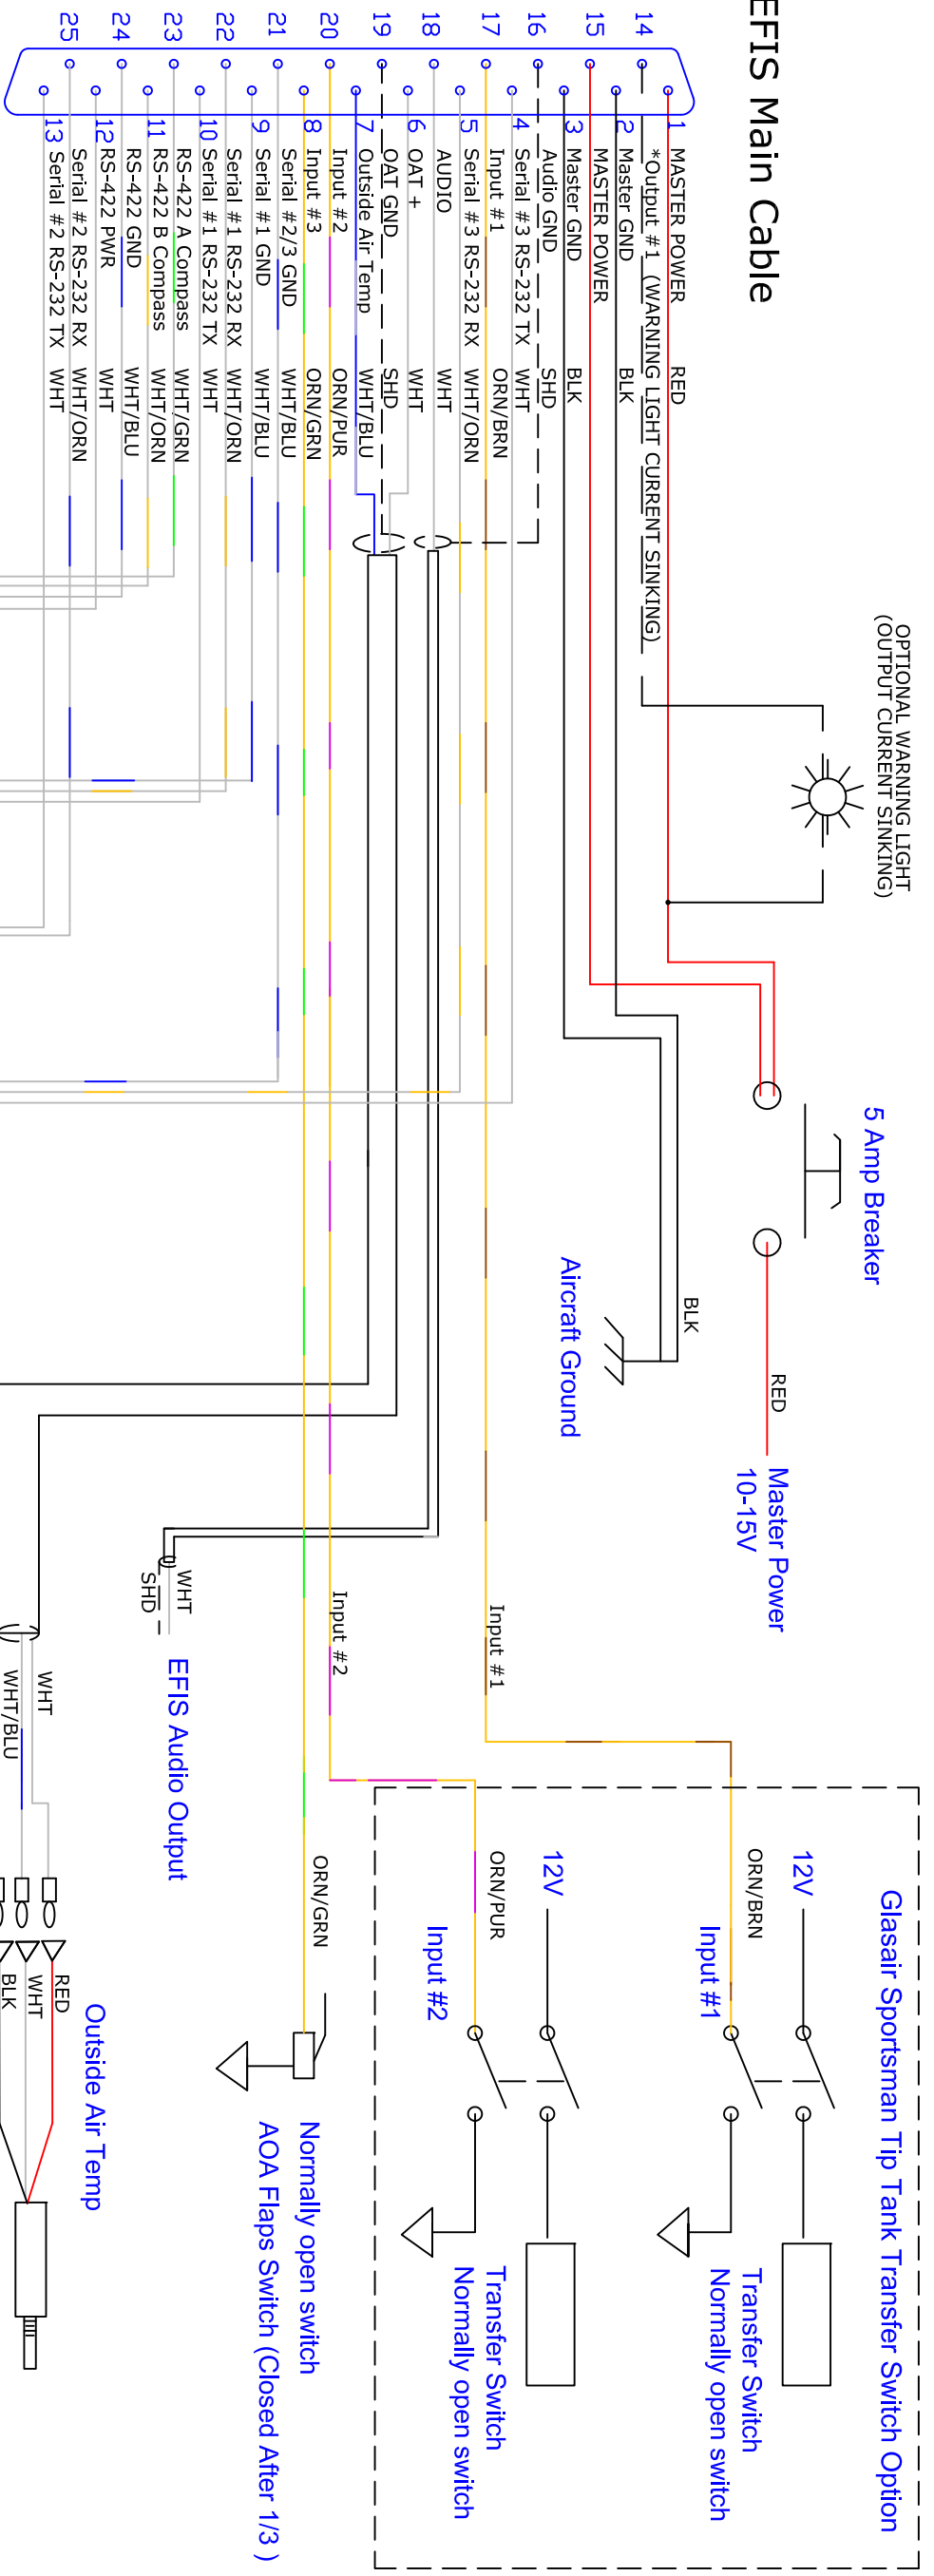 EFIS Main Cable
OPTIONAL WARNING LIGHT
(OUTPUT CURRENT SINKING)
1 MASTER POWER RED
14 *Output #1 (WARNING LIGHT CURRENT SINKING)
2 Master GND BLK
15 MASTER POWER
3 Master GND BLK
16 Audio GND SHD
4 Serial #3 RS-232 TX WHT
17 Input #1 ORN/BRN
5 Serial #3 RS-232 RX WHT/ORN
18 AUDIO WHT
6 OAT + WHT
19 OAT GND SHD
7 Outside Air Temp WHT/BLU
20 Input #2 ORN/PUR
8 Input #3 ORN/GRN
21 Serial #2/3 GND WHT/BLU
9 Serial #1 GND WHT/BLU
22 Serial #1 RS-232 RX WHT/ORN
10 Serial #1 RS-232 TX WHT
23 RS-422 A Compass WHT/GRN
11 RS-422 B Compass WHT/ORN
24 RS-422 GND WHT/BLU
12 RS-422 PWR WHT
25 Serial #2 RS-232 RX WHT/ORN
13 Serial #2 RS-232 TX WHT
5 Amp Breaker
RED
Master Power
10-15V
BLK
Aircraft Ground
Input #1
Input #2
WHT
SHD
EFIS Audio Output
WHT
WHT/BLU
Glasair Sportsman Tip Tank Transfer Switch Option
12V
ORN/BRN
Input #1
Transfer Switch
Normally open switch
12V
ORN/PUR
Input #2
Transfer Switch
Normally open switch
ORN/GRN
Normally open switch
AOA Flaps Switch (Closed After 1/3 )
Outside Air Temp
RED
WHT
BLK